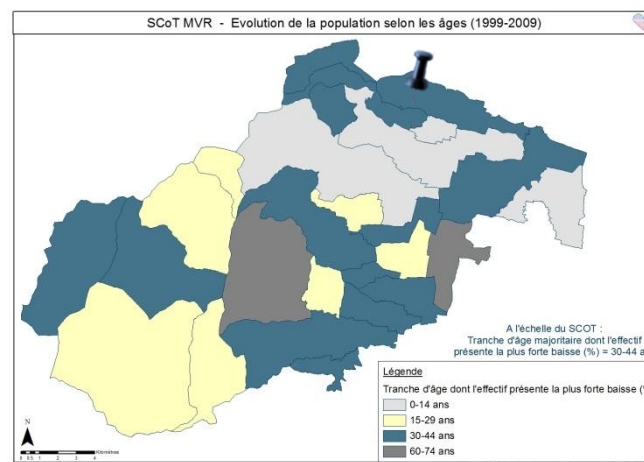 SCoT MVR - Evolution de la population selon les âges (1999-2009)
A l'échelle du SCOT :
Tranche d'âge majoritaire dont l'effectif
présente la plus forte baisse (%) = 30-44 a
Légende
Tranche d'âge dont l'effectif présente la plus forte baisse (%
0-14 ans
15-29 ans
30-44 ans
60-74 ans
N
Kilomètres